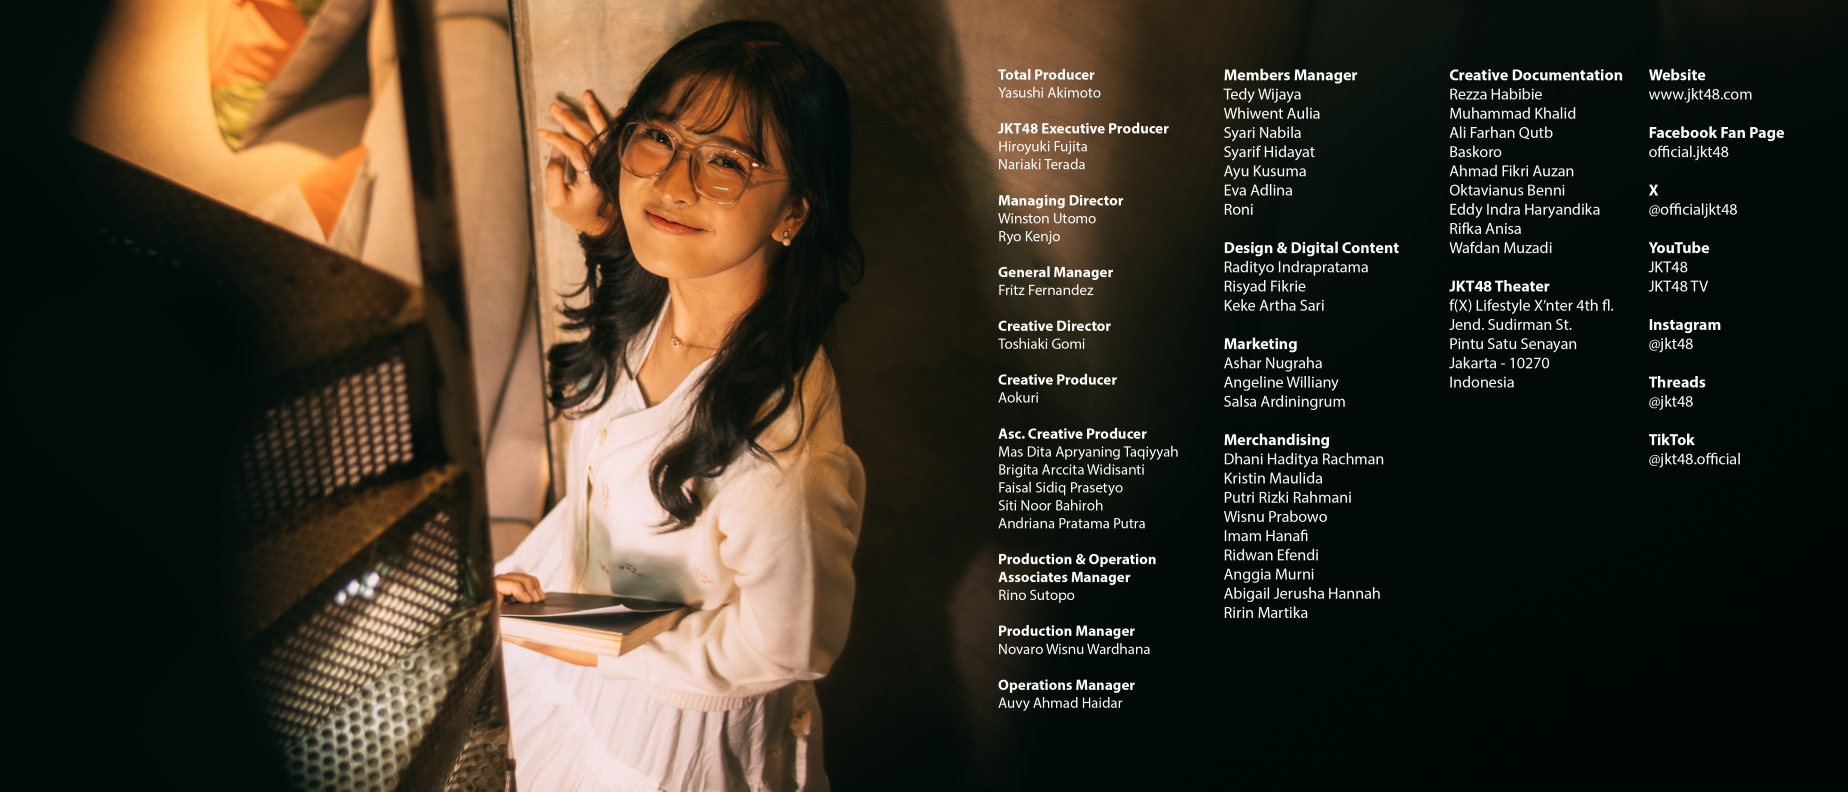 Total Producer
Yasushi Akimoto
JKT48 Executive Producer
Hiroyuki Fujita
Nariaki Terada
Managing Director
Winston Utomo
Ryo Kenjo
General Manager
Fritz Fernandez
Creative Director
Toshiaki Gomi
Creative Producer
Aokuri
Asc. Creative Producer
Mas Dita Apryaning Taqiyyah
Brigita Arccita Widisanti
Faisal Sidiq Prasetyo
Siti Noor Bahiroh
Andriana Pratama Putra
Production & Operation
Associates Manager
Rino Sutopo
Production Manager
Novaro Wisnu Wardhana
Operations Manager
Auvy Ahmad Haidar
Members Manager
Tedy Wijaya
Whiwent Aulia
Syari Nabila
Syarif Hidayat
Ayu Kusuma
Eva Adlina
Roni
Design & Digital Content
Radityo Indrapratama
Risyad Fikrie
Keke Artha Sari
Marketing
Ashar Nugraha
Angeline Williany
Salsa Ardiningrum
Merchandising
Dhani Haditya Rachman
Kristin Maulida
Putri Rizki Rahmani
Wisnu Prabowo
Imam Hanafi
Ridwan Efendi
Anggia Murni
Abigail Jerusha Hannah
Ririn Martika
Creative Documentation
Rezza Habibie
Muhammad Khalid
Ali Farhan Qutb
Baskoro
Ahmad Fikri Auzan
Oktavianus Benni
Eddy Indra Haryandika
Rifka Anisa
Wafdan Muzadi
JKT48 Theater
f(X) Lifestyle X'nter 4th fl.
Jend. Sudirman St.
Pintu Satu Senayan
Jakarta - 10270
Indonesia
Website
www.jkt48.com
Facebook Fan Page
official.jkt48
X
@officialjkt48
YouTube
JKT48
JKT48 TV
Instagram
@jkt48
Threads
@jkt48
TikTok
@jkt48.official